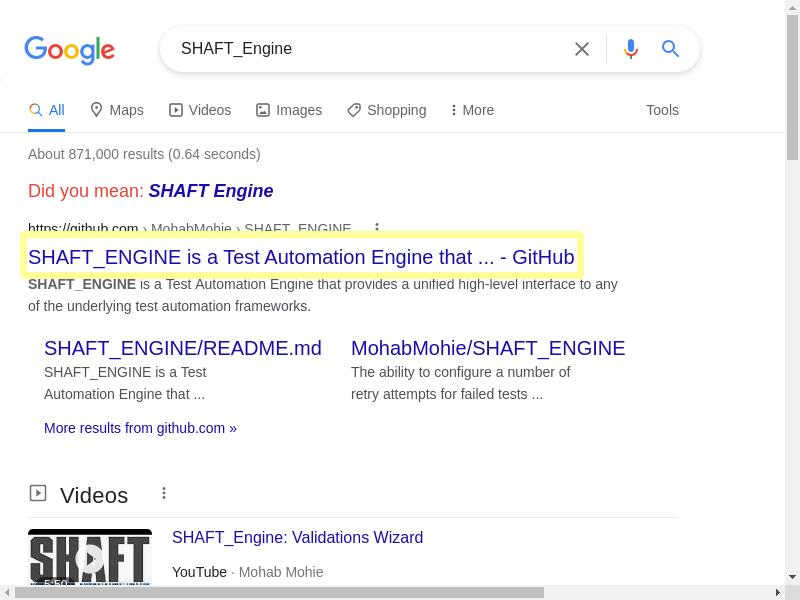 Google
SHAFT_Engine
All
Maps
Videos
Images
Shopping
More
Tools
About 871,000 results (0.64 seconds)
Did you mean: SHAFT Engine
https://github.com › MohabMohie › SHAFT_ENGINE
SHAFT_ENGINE is a Test Automation Engine that ... - GitHub
SHAFT_ENGINE is a Test Automation Engine that provides a unified high-level interface to any
of the underlying test automation frameworks.
SHAFT_ENGINE/README.md
SHAFT_ENGINE is a Test
Automation Engine that ...
MohabMohie/SHAFT_ENGINE
The ability to configure a number of
retry attempts for failed tests ...
More results from github.com »
Videos
SHAFT
5:50
SHAFT_Engine: Validations Wizard
YouTube · Mohab Mohie